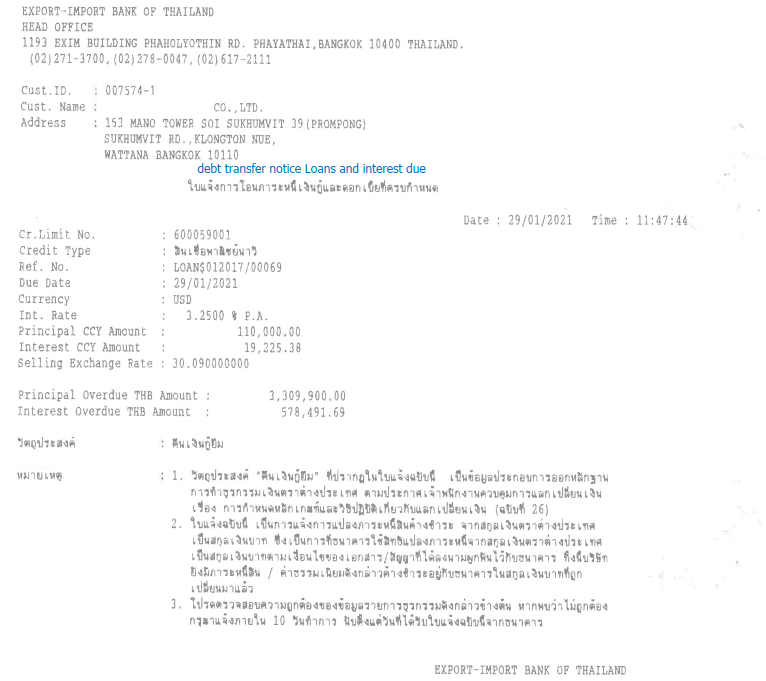 EXPORT-IMPORT BANK OF THAILAND
HEAD OFFICE
1193 EXIM BUILDING PHAHOLYOTHIN RD. PHAYATHAI,BANGKOK 10400 THAILAND.
(02)271-3700,(02)278-0047,(02)617-2111
Cust.ID. : 007574-1
Cust. Name : CO.,LTD.
Address : 153 MANO TOWER SOI SUKHUMVIT 39(PROMPONG)
SUKHUMVIT RD.,KLONGTON NUE,
WATTANA BANGKOK 10110
debt transfer notice Loans and interest due
ใบแจ้งการโอนภาระหนี้เงินกู้และดอกเบี้ยที่ครบกำหนด
Date : 29/01/2021 Time : 11:47:44
Cr.Limit No. : 600059001
Credit Type : สินเชื่อพาณิชย์นาวี
Ref. No. : LOAN$012017/00069
Due Date : 29/01/2021
Currency : USD
Int. Rate : 3.2500 % P.A.
Principal CCY Amount : 110,000.00
Interest CCY Amount : 19,225.38
Selling Exchange Rate : 30.090000000
Principal Overdue THB Amount : 3,309,900.00
Interest Overdue THB Amount : 578,491.69
วัตถุประสงค์ : คืนเงินกู้ยืม
หมายเหตุ : 1. วัตถุประสงค์ "คืนเงินกู้ยืม" ที่ปรากฏในใบแจ้งฉบับนี้ เป็นข้อมูลประกอบการออกหลักฐาน
การทำธุรกรรมเงินตราต่างประเทศ ตามประกาศเจ้าพนักงานควบคุมการแลกเปลี่ยนเงิน
เรื่อง การกำหนดหลักเกณฑ์และวิธีปฏิบัติเกี่ยวกับแลกเปลี่ยนเงิน (ฉบับที่ 26)
2. ใบแจ้งฉบับนี้ เป็นการแจ้งการแปลงภาระหนี้สินค้างชำระ จากสกุลเงินตราต่างประเทศ
เป็นสกุลเงินบาท ซึ่งเป็นการที่ธนาคารใช้สิทธิแปลงภาระหนี้จากสกุลเงินตราต่างประเทศ
เป็นสกุลเงินบาทตามเงื่อนไขของเอกสาร/สัญญาที่ได้ลงนามผูกพันไว้กับธนาคาร ทั้งนี้บริษัท
ยังมีภาระหนี้สิน / ค่าธรรมเนียมดังกล่าวค้างชำระอยู่กับธนาคารในสกุลเงินบาทที่ถูก
เปลี่ยนมาแล้ว
3. โปรดตรวจสอบความถูกต้องของข้อมูลรายการธุรกรรมดังกล่าวข้างต้น หากพบว่าไม่ถูกต้อง
กรุณาแจ้งภายใน 10 วันทำการ นับตั้งแต่วันที่ได้รับใบแจ้งฉบับนี้จากธนาคาร
EXPORT-IMPORT BANK OF THAILAND